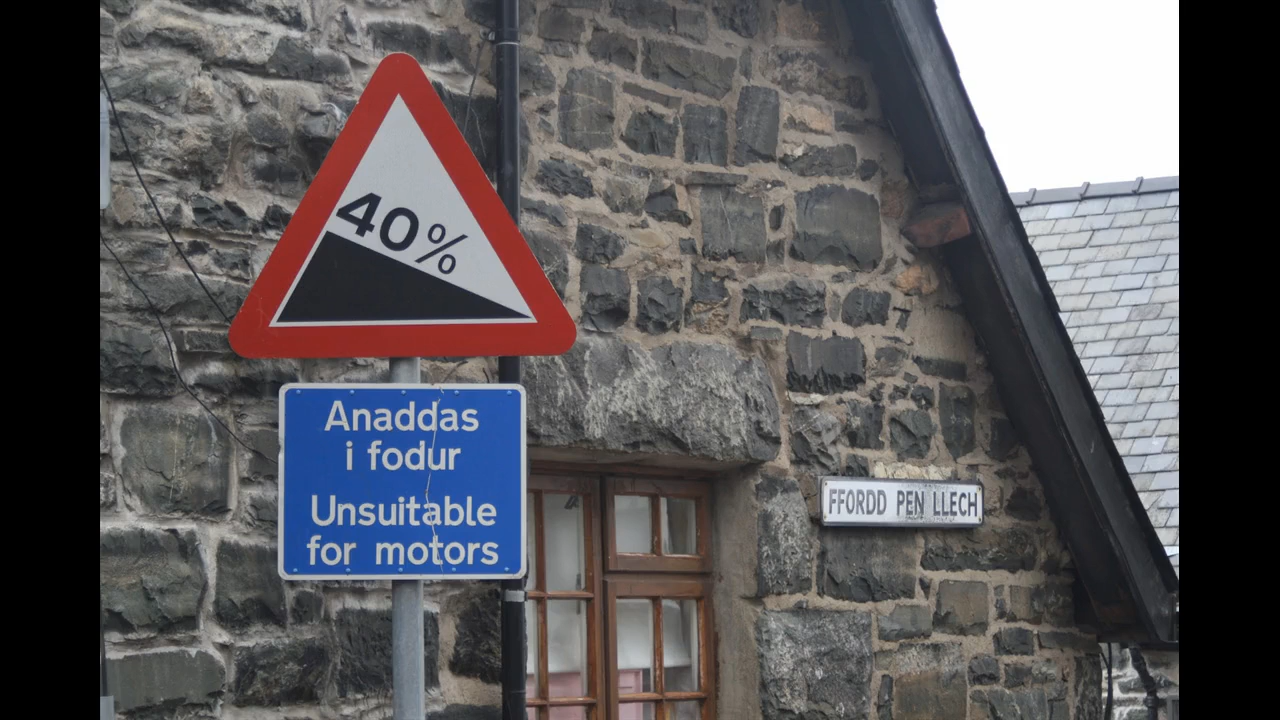 40%
Anaddas
i fodur
Unsuitable
for motors
FFORDD PEN LLECH